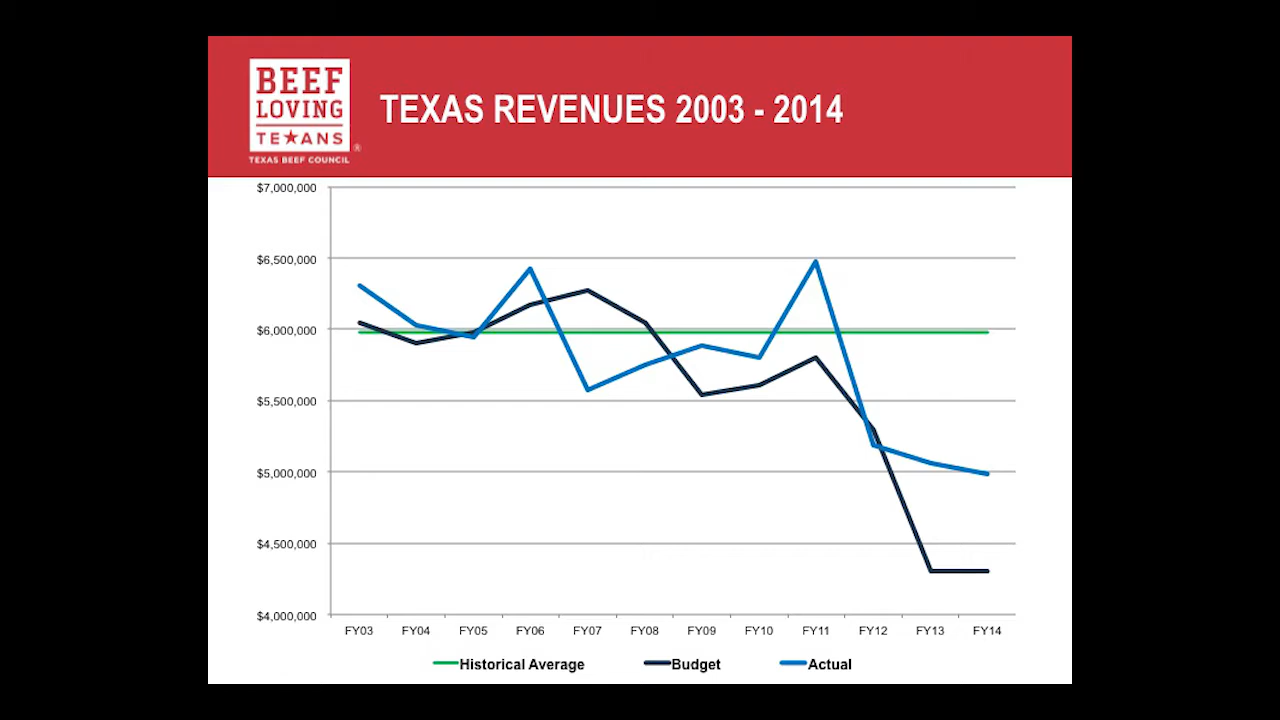 BEEF
LOVING
TEXANS
TEXAS BEEF COUNCIL
®
TEXAS REVENUES 2003 - 2014
$7,000,000
$6,500,000
$6,000,000
$5,500,000
$5,000,000
$4,500,000
$4,000,000
FY03 FY04 FY05 FY06 FY07 FY08 FY09 FY10 FY11 FY12 FY13 FY14
Historical Average Budget Actual